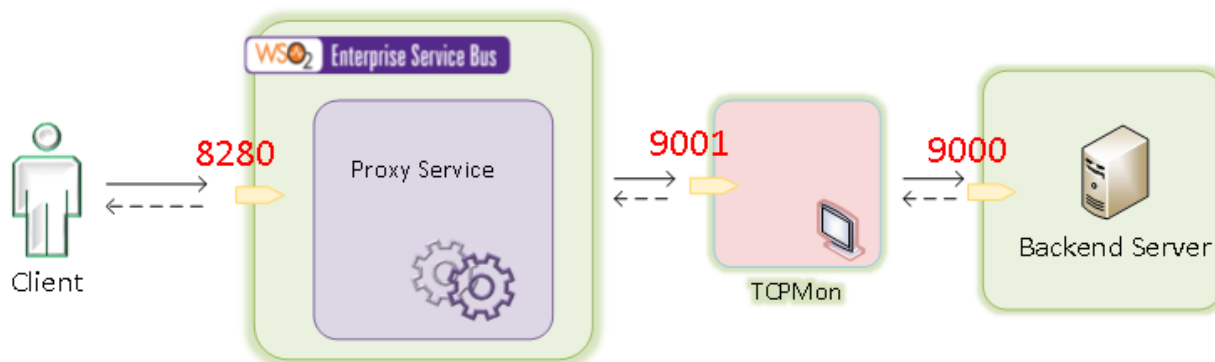 WSO2 Enterprise Service Bus
8280
Proxy Service
9001
9000
Client
TCPMon
Backend Server